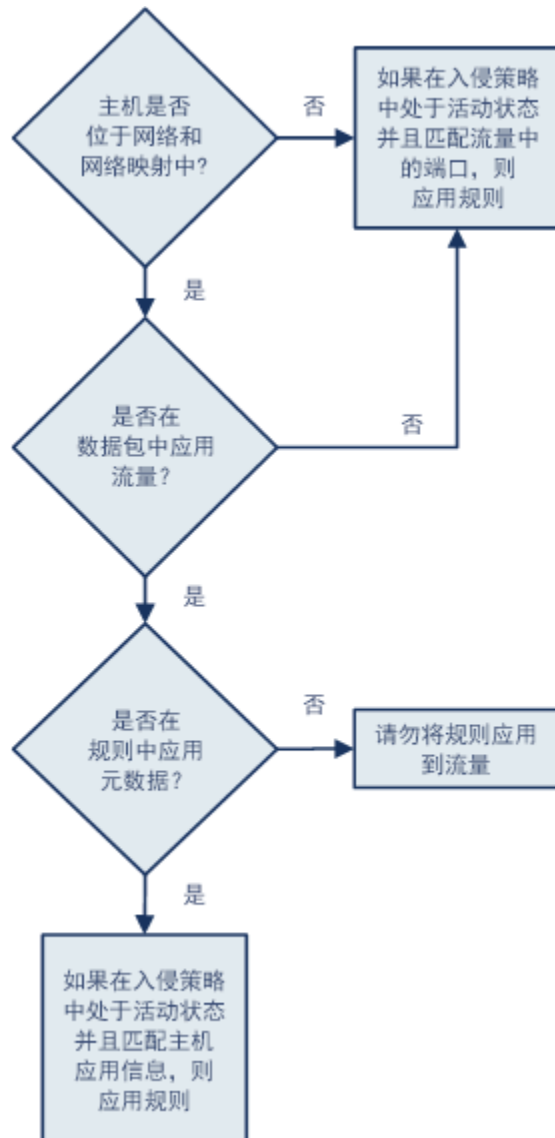 主机是否
位于网络和
网络映射中?
否
如果在入侵策略
中处于活动状态
并且匹配流量中
的端口，则
应用规则
是
是否在
数据包中应用
流量?
否
是
是否在
规则中应用
元数据?
否
请勿将规则应用
到流量
是
如果在入侵策略
中处于活动状态
并且匹配主机
应用信息，则
应用规则